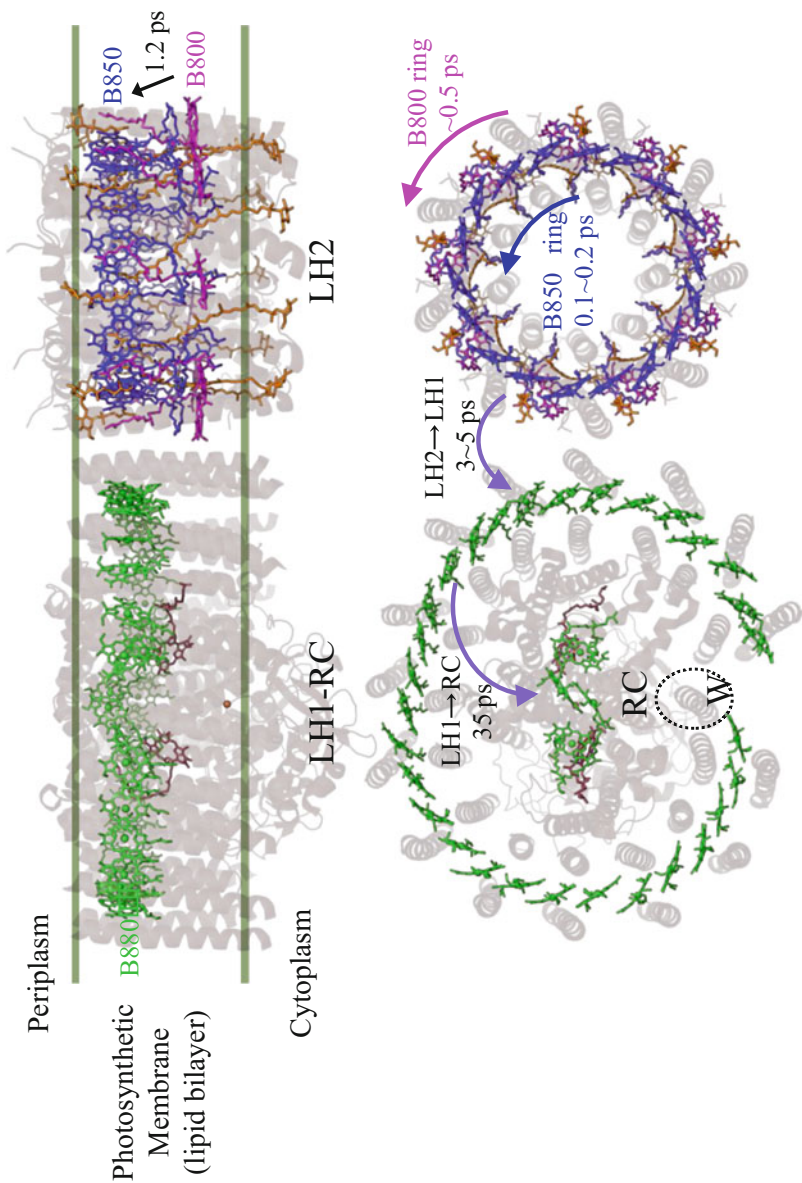 Periplasm
Photosynthetic
Membrane
(lipid bilayer)
Cytoplasm
B880
LH1-RC
B850
1.2 ps
B800
LH2
LH1→RC
35 ps
RC
W
LH2→LH1
3~5 ps
B850 ring
0.1~0.2 ps
B800 ring
~0.5 ps